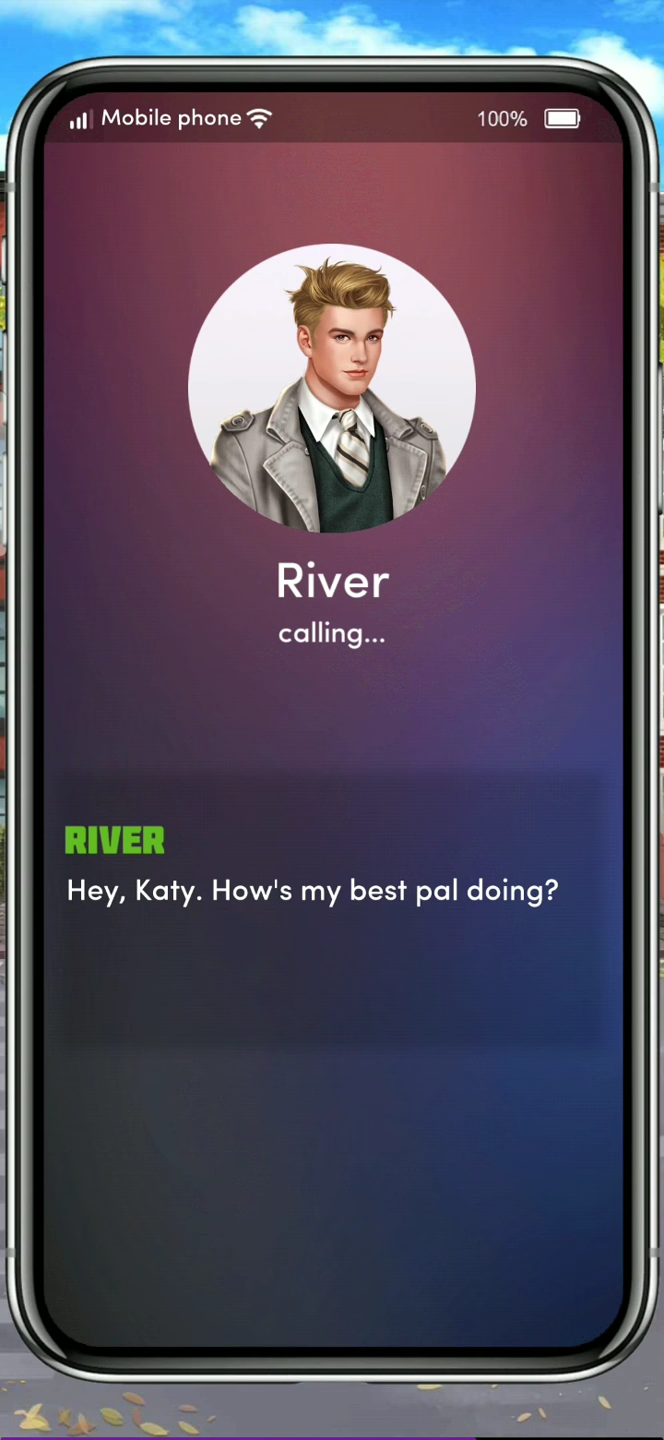 Mobile phone
100%
River
calling...
RIVER
Hey, Katy. How's my best pal doing?